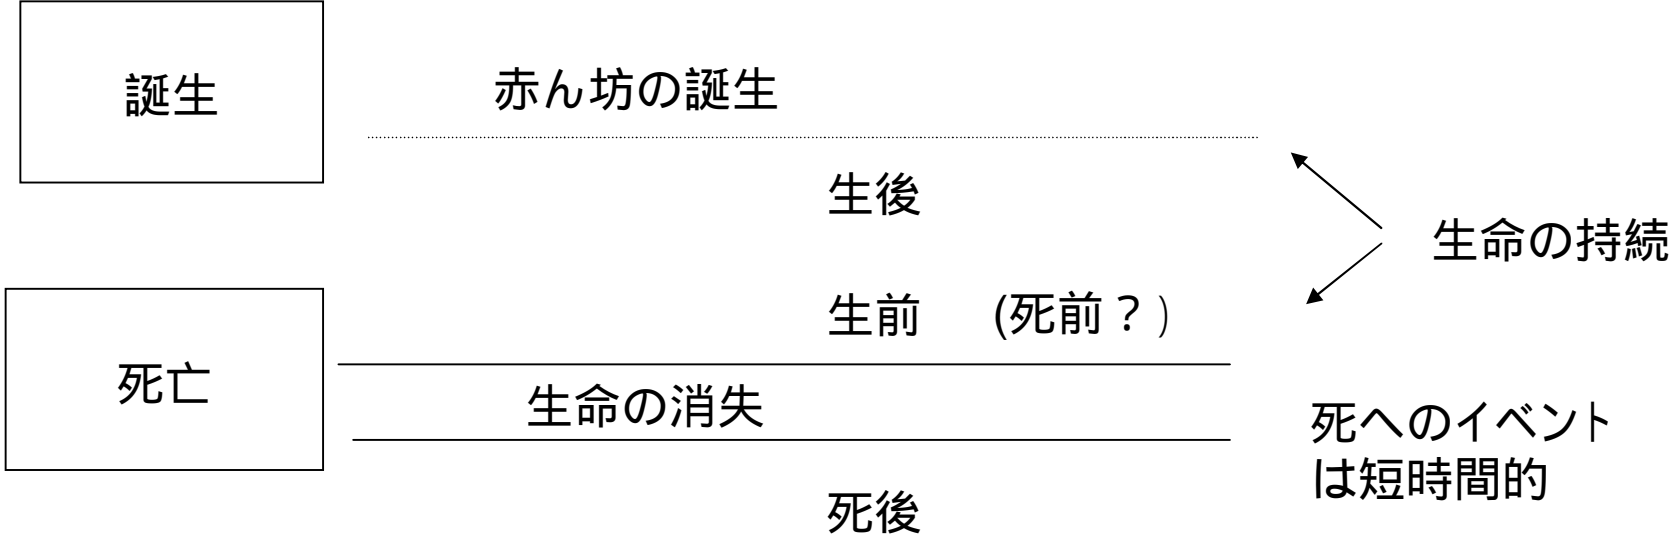 誕生
赤ん坊の誕生
生後
生命の持続
生前 (死前？)
死亡
生命の消失
死へのイベント
は短時間的
死後